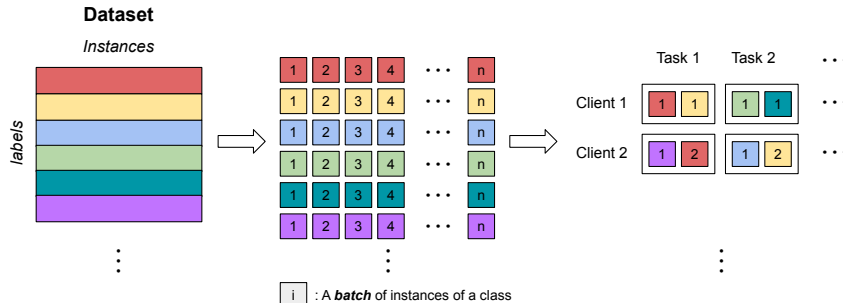 Dataset
Instances
labels
1 2 3 4 ••• n
1 2 3 4 ••• n
1 2 3 4 ••• n
1 2 3 4 ••• n
1 2 3 4 ••• n
1 2 3 4 ••• n
i : A batch of instances of a class
Task 1 Task 2 •••
Client 1 1 1 1 1 •••
Client 2 1 2 1 2 ••